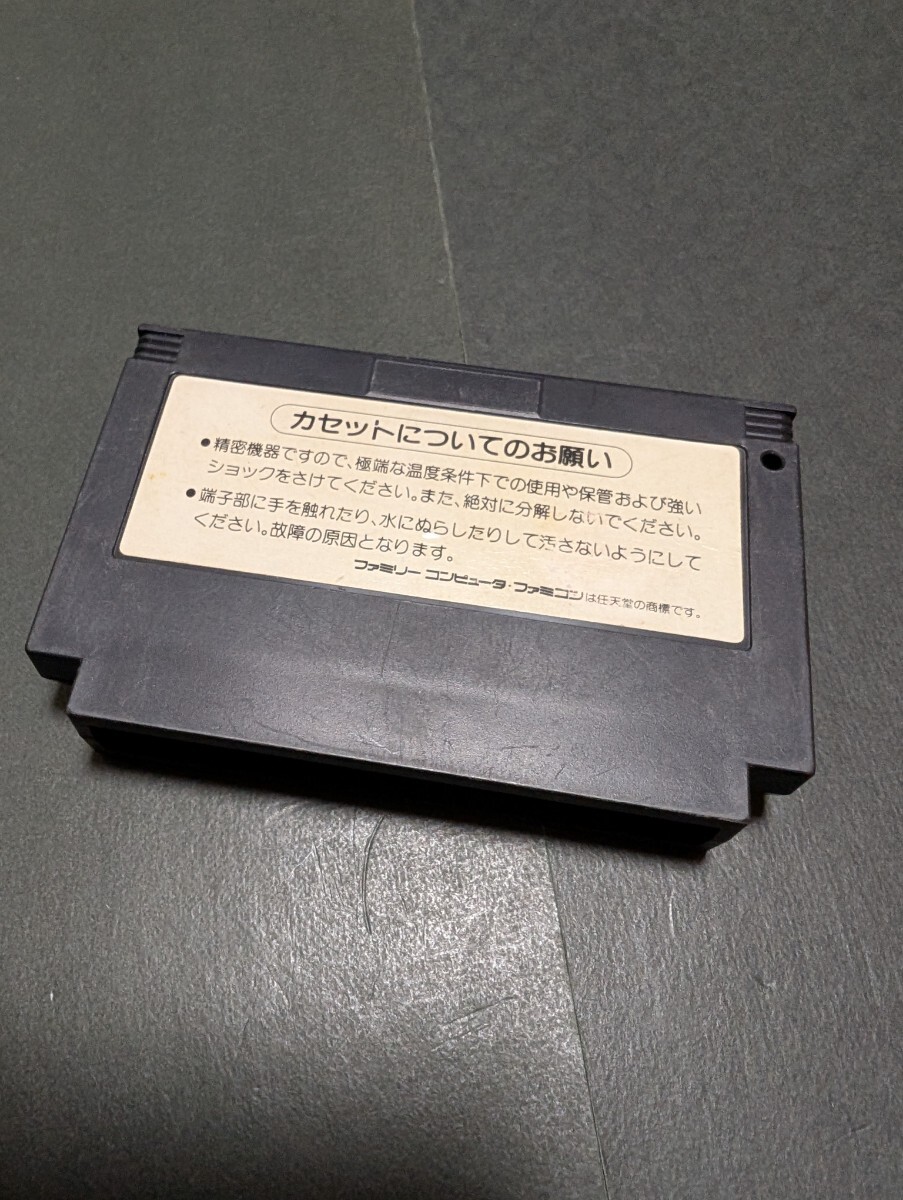 カセットについてのお願い
●精密機器ですので、極端な温度条件下での使用や保管および強い
ショックをさけてください。また、絶対に分解しないでください。
●端子部に手を触れたり、水にぬらしたりして汚さないようにして
ください。故障の原因となります。
ファミリーコンピュータ・ファミコンは任天堂の商標です。